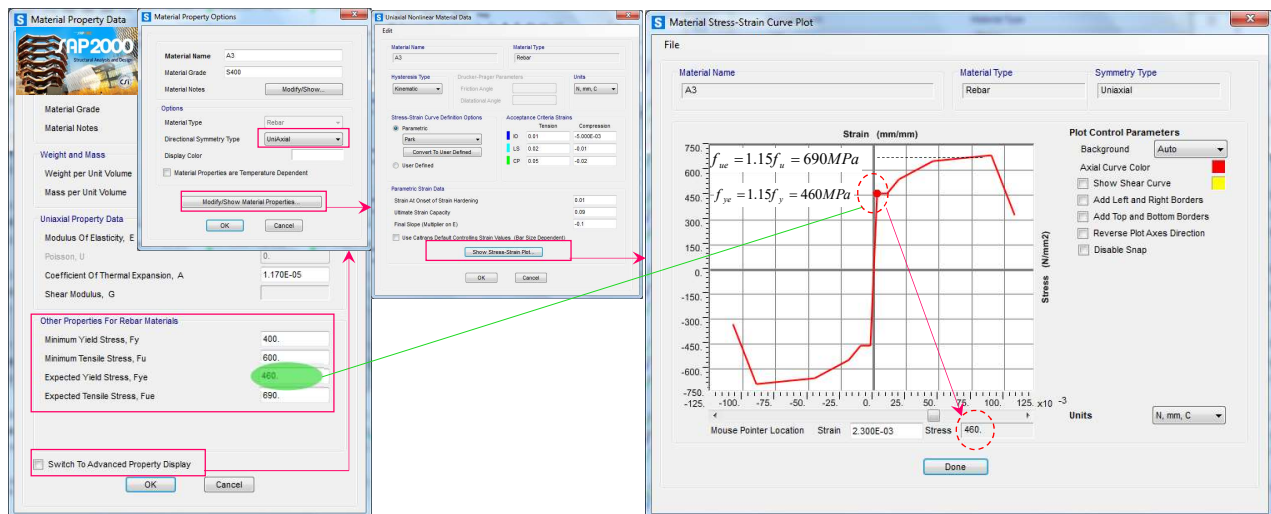 Material Property Data
SAP2000
Structural Analysis and Design
CSI
Material Grade
Material Notes
Weight and Mass
Weight per Unit Volume
Mass per Unit Volume
Uniaxial Property Data
Modulus Of Elasticity, E
Poisson, U 0.
Coefficient Of Thermal Expansion, A 1.170E-05
Shear Modulus, G
Other Properties For Rebar Materials
Minimum Yield Stress, Fy 400.
Minimum Tensile Stress, Fu 600.
Expected Yield Stress, Fye 460.
Expected Tensile Stress, Fue 690.
Switch To Advanced Property Display
OK Cancel
Material Property Options
Material Name A3
Material Grade S400
Material Notes Modify/Show...
Options
Material Type Rebar
Directional Symmetry Type UniAxial
Display Color
Material Properties are Temperature Dependent
Modify/Show Material Properties...
OK Cancel
Uniaxial Nonlinear Material Data
Edit
Material Name Material Type
A3 Rebar
Hysteresis Type Drucker-Prager Parameters Units
Kinematic Friction Angle N, mm, C
Dilatational Angle
Stress-Strain Curve Definition Options Acceptance Criteria Strains
Parametric Tension Compression
Park IO 0.01 -5.000E-03
Convert To User Defined LS 0.02 -0.01
User Defined CP 0.05 -0.02
Parametric Strain Data
Strain At Onset of Strain Hardening 0.01
Ultimate Strain Capacity 0.09
Final Slope (Multiplier on E) -0.1
Use Caltrans Default Controlling Strain Values (Bar Size Dependent)
Show Stress-Strain Plot...
OK Cancel
Material Stress-Strain Curve Plot
File
Material Name Material Type Symmetry Type
A3 Rebar Uniaxial
Strain (mm/mm)
750.
600.
450.
300.
150.
0.
-150.
-300.
-450.
-600.
-750.
f_ue = 1.15f_u = 690MPa
f_ye = 1.15f_y = 460MPa
Stress (N/mm2)
-125. -100. -75. -50. -25. 0. 25. 50. 75. 100. 125. x10 -3
Mouse Pointer Location Strain 2.300E-03 Stress 460.
Plot Control Parameters
Background Auto
Axial Curve Color
Show Shear Curve
Add Left and Right Borders
Add Top and Bottom Borders
Reverse Plot Axes Direction
Disable Snap
Units N, mm, C
Done